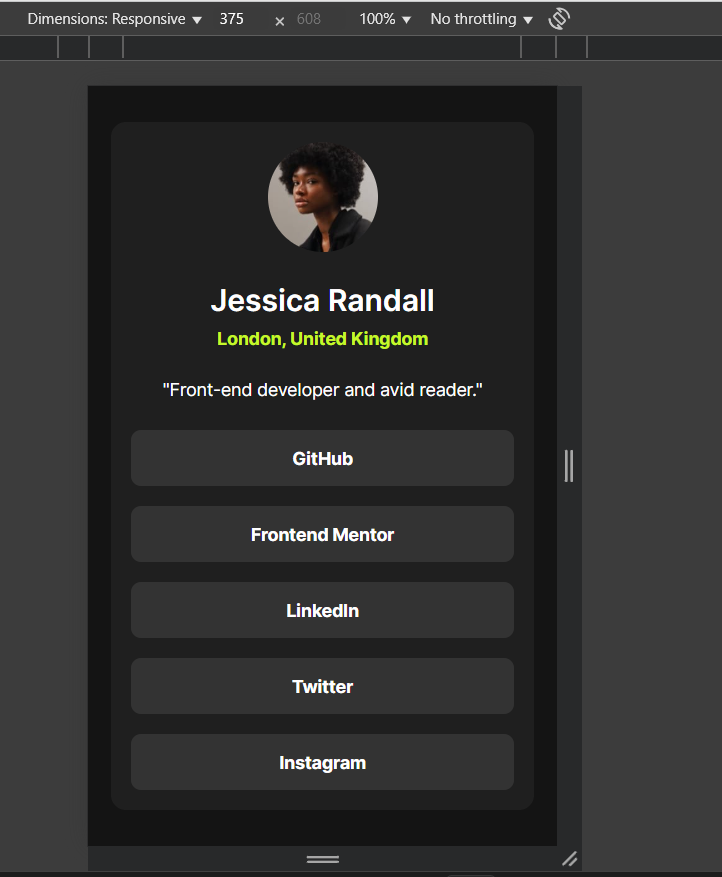 Dimensions: Responsive ▼ 375 × 608 100% ▼ No throttling ▼
Jessica Randall
London, United Kingdom
"Front-end developer and avid reader."
GitHub
Frontend Mentor
LinkedIn
Twitter
Instagram